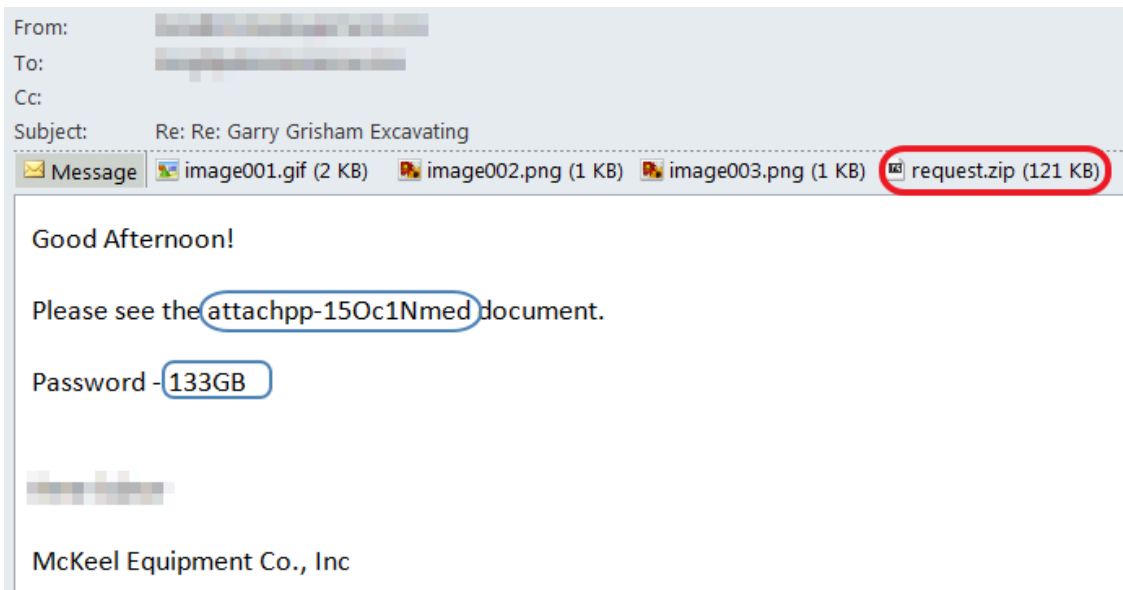 From:
To:
Cc:
Subject: Re: Re: Garry Grisham Excavating
Message image001.gif (2 KB) image002.png (1 KB) image003.png (1 KB) request.zip (121 KB)
Good Afternoon!
Please see the attachpp-15Oc1Nmed document.
Password - 133GB
McKeel Equipment Co., Inc